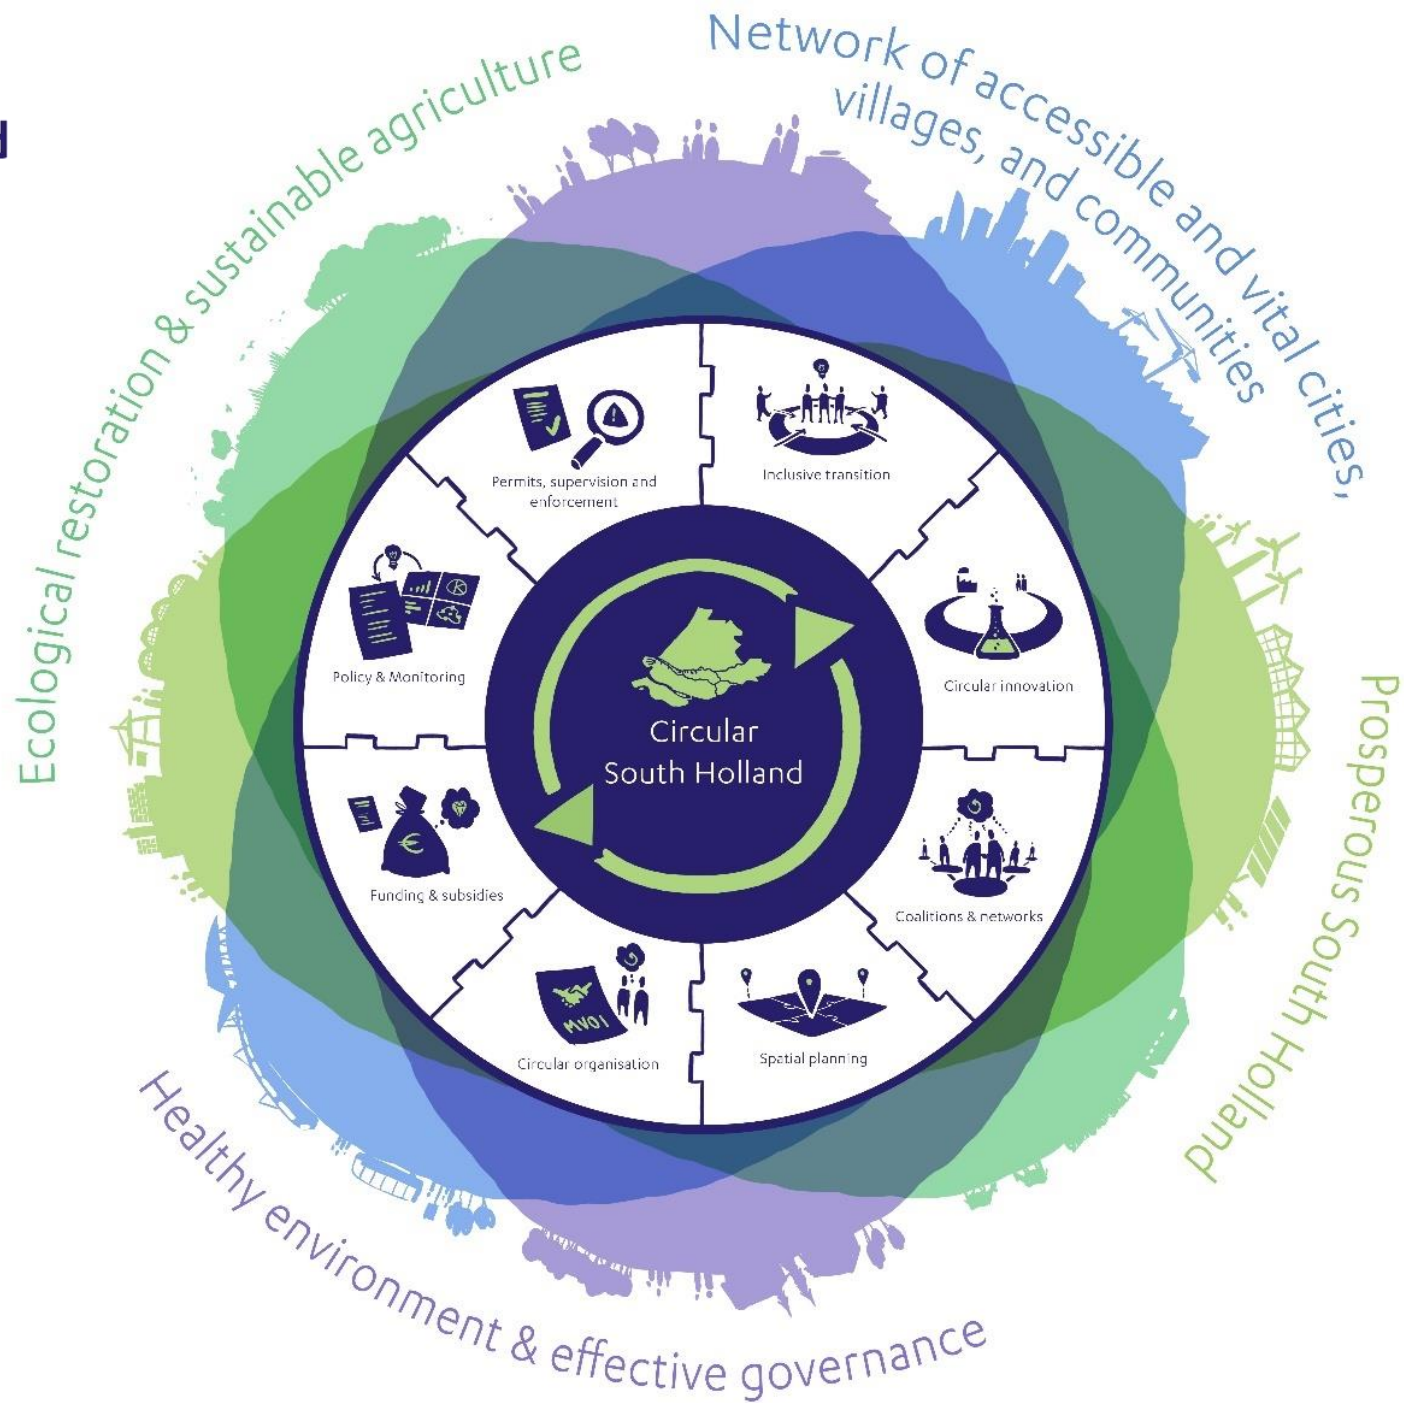 Ecological restoration & sustainable agriculture
Network of accessible and vital cities,
villages, and communities
Prosperous South Holland
Healthy environment & effective governance
Permits, supervision and
enforcement
Inclusive transition
Circular innovation
Coalitions & networks
Spatial planning
Circular organisation
MVOI
Funding & subsidies
€
Policy & Monitoring
Circular
South Holland